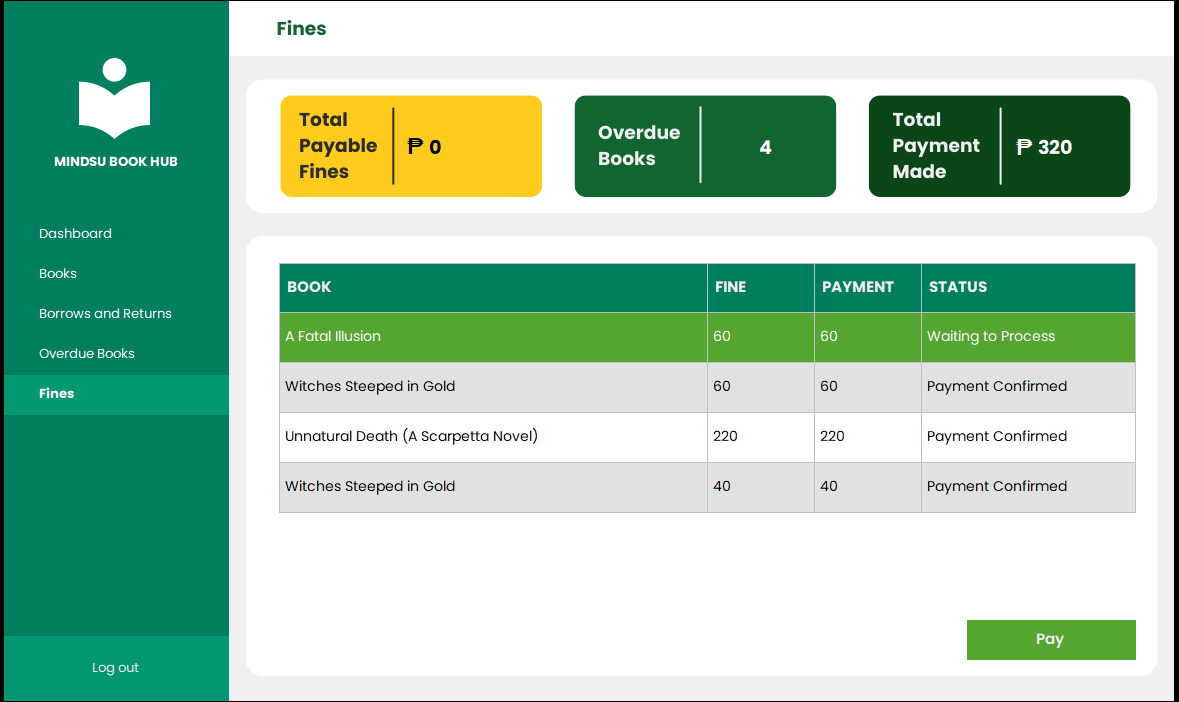 Fines
MINDSU BOOK HUB
Dashboard
Books
Borrows and Returns
Overdue Books
Fines
Log out
Total
Payable
Fines
₱ 0
Overdue
Books
4
Total
Payment
Made
₱ 320
BOOK FINE PAYMENT STATUS
A Fatal Illusion 60 60 Waiting to Process
Witches Steeped in Gold 60 60 Payment Confirmed
Unnatural Death (A Scarpetta Novel) 220 220 Payment Confirmed
Witches Steeped in Gold 40 40 Payment Confirmed
Pay